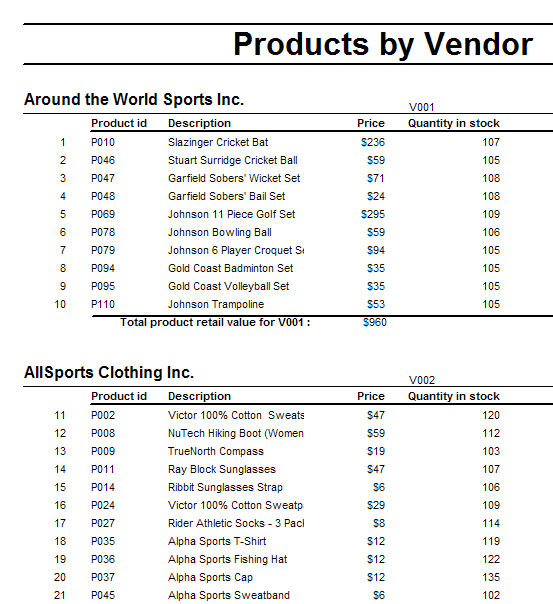 Products by Vendor
Around the World Sports Inc.
V001
Product id Description Price Quantity in stock
1 P010 Slazinger Cricket Bat $236 107
2 P046 Stuart Surridge Cricket Ball $59 105
3 P047 Garfield Sobers' Wicket Set $71 108
4 P048 Garfield Sobers' Bail Set $24 108
5 P069 Johnson 11 Piece Golf Set $295 109
6 P078 Johnson Bowling Ball $59 106
7 P079 Johnson 6 Player Croquet Se $94 105
8 P094 Gold Coast Badminton Set $35 105
9 P095 Gold Coast Volleyball Set $35 105
10 P110 Johnson Trampoline $53 105
Total product retail value for V001 : $960
AllSports Clothing Inc.
V002
Product id Description Price Quantity in stock
11 P002 Victor 100% Cotton Sweats $47 120
12 P008 NuTech Hiking Boot (Women $59 112
13 P009 TrueNorth Compass $19 103
14 P011 Ray Block Sunglasses $47 107
15 P014 Ribbit Sunglasses Strap $6 106
16 P024 Victor 100% Cotton Sweatp $29 109
17 P027 Rider Athletic Socks - 3 Pacl $8 114
18 P035 Alpha Sports T-Shirt $12 119
19 P036 Alpha Sports Fishing Hat $12 122
20 P037 Alpha Sports Cap $12 135
21 P045 Alpha Sports Sweatband $6 102